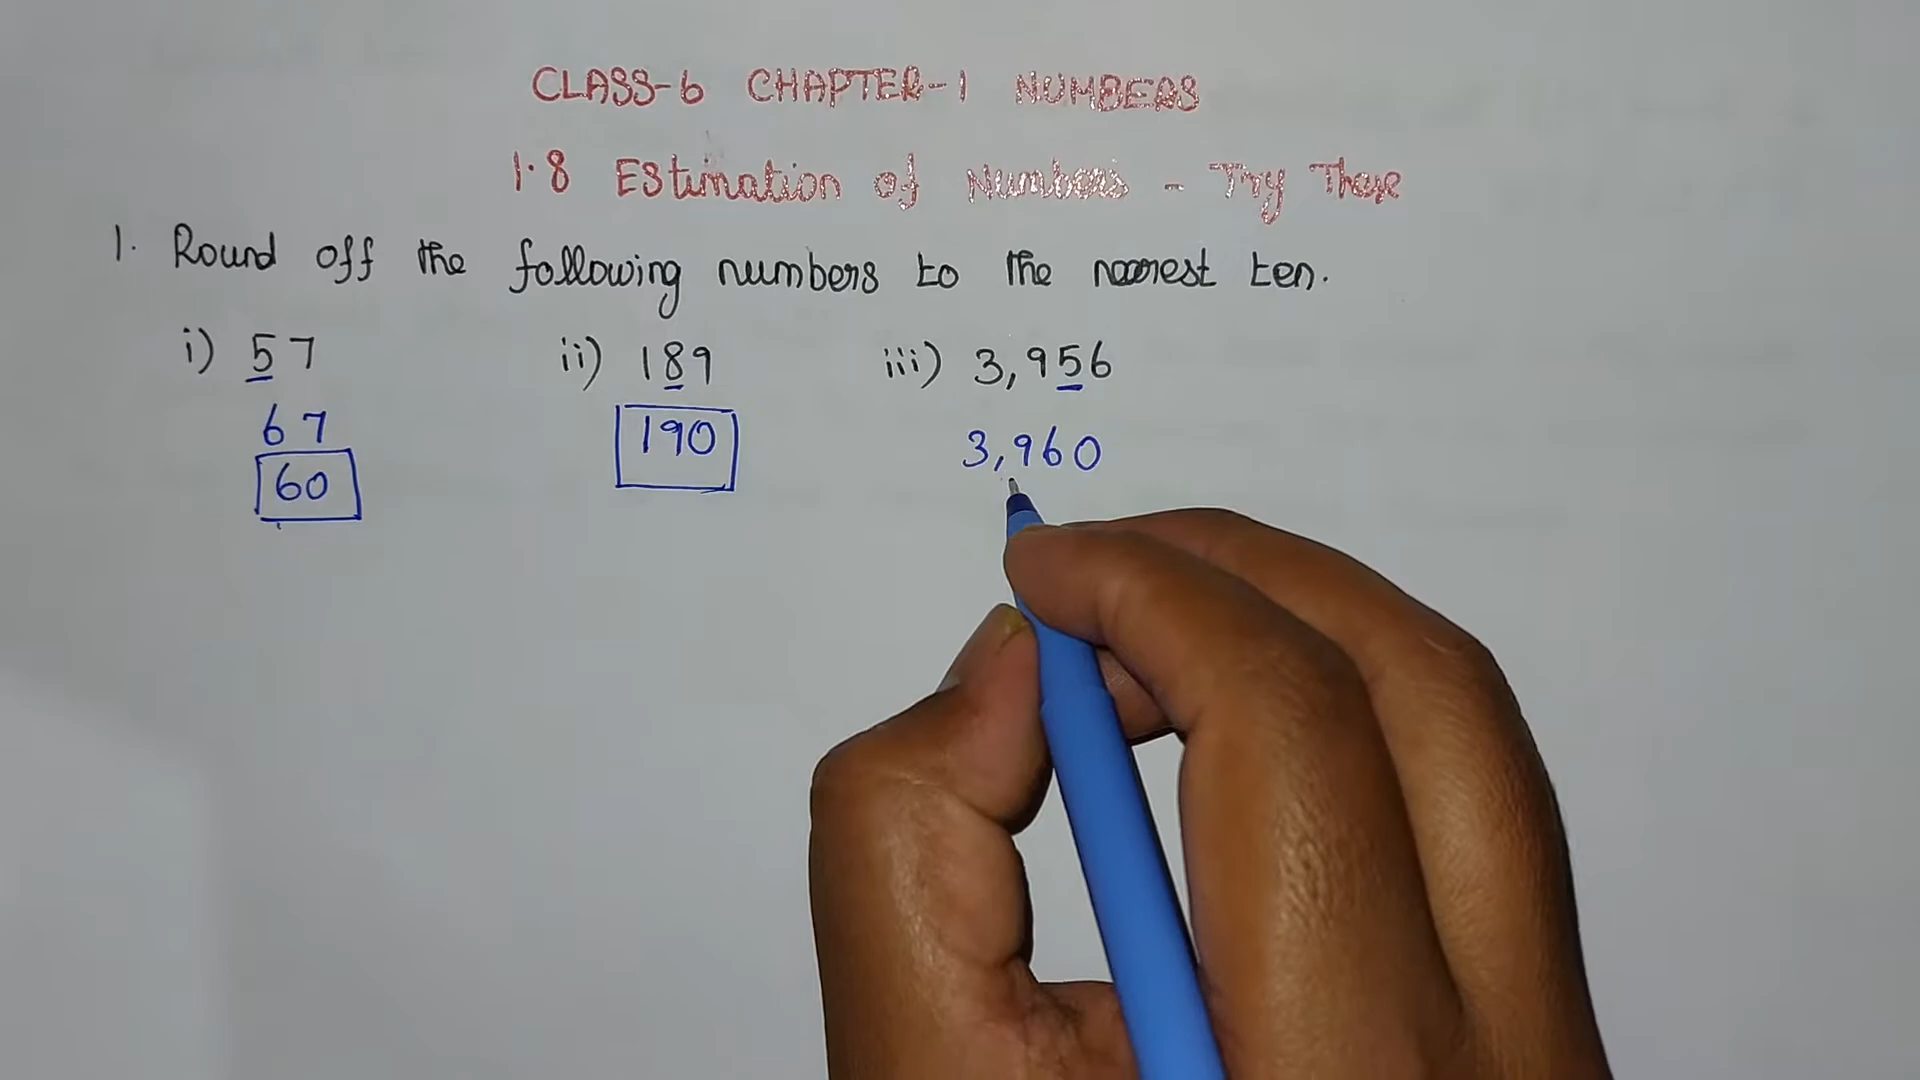 CLASS-6 CHAPTER-1 NUMBERS
1.8 Estimation of Numbers - Try These
1. Round off the following numbers to the nearest ten.
i) 57 ii) 189 iii) 3,956
67 190 3,960
60